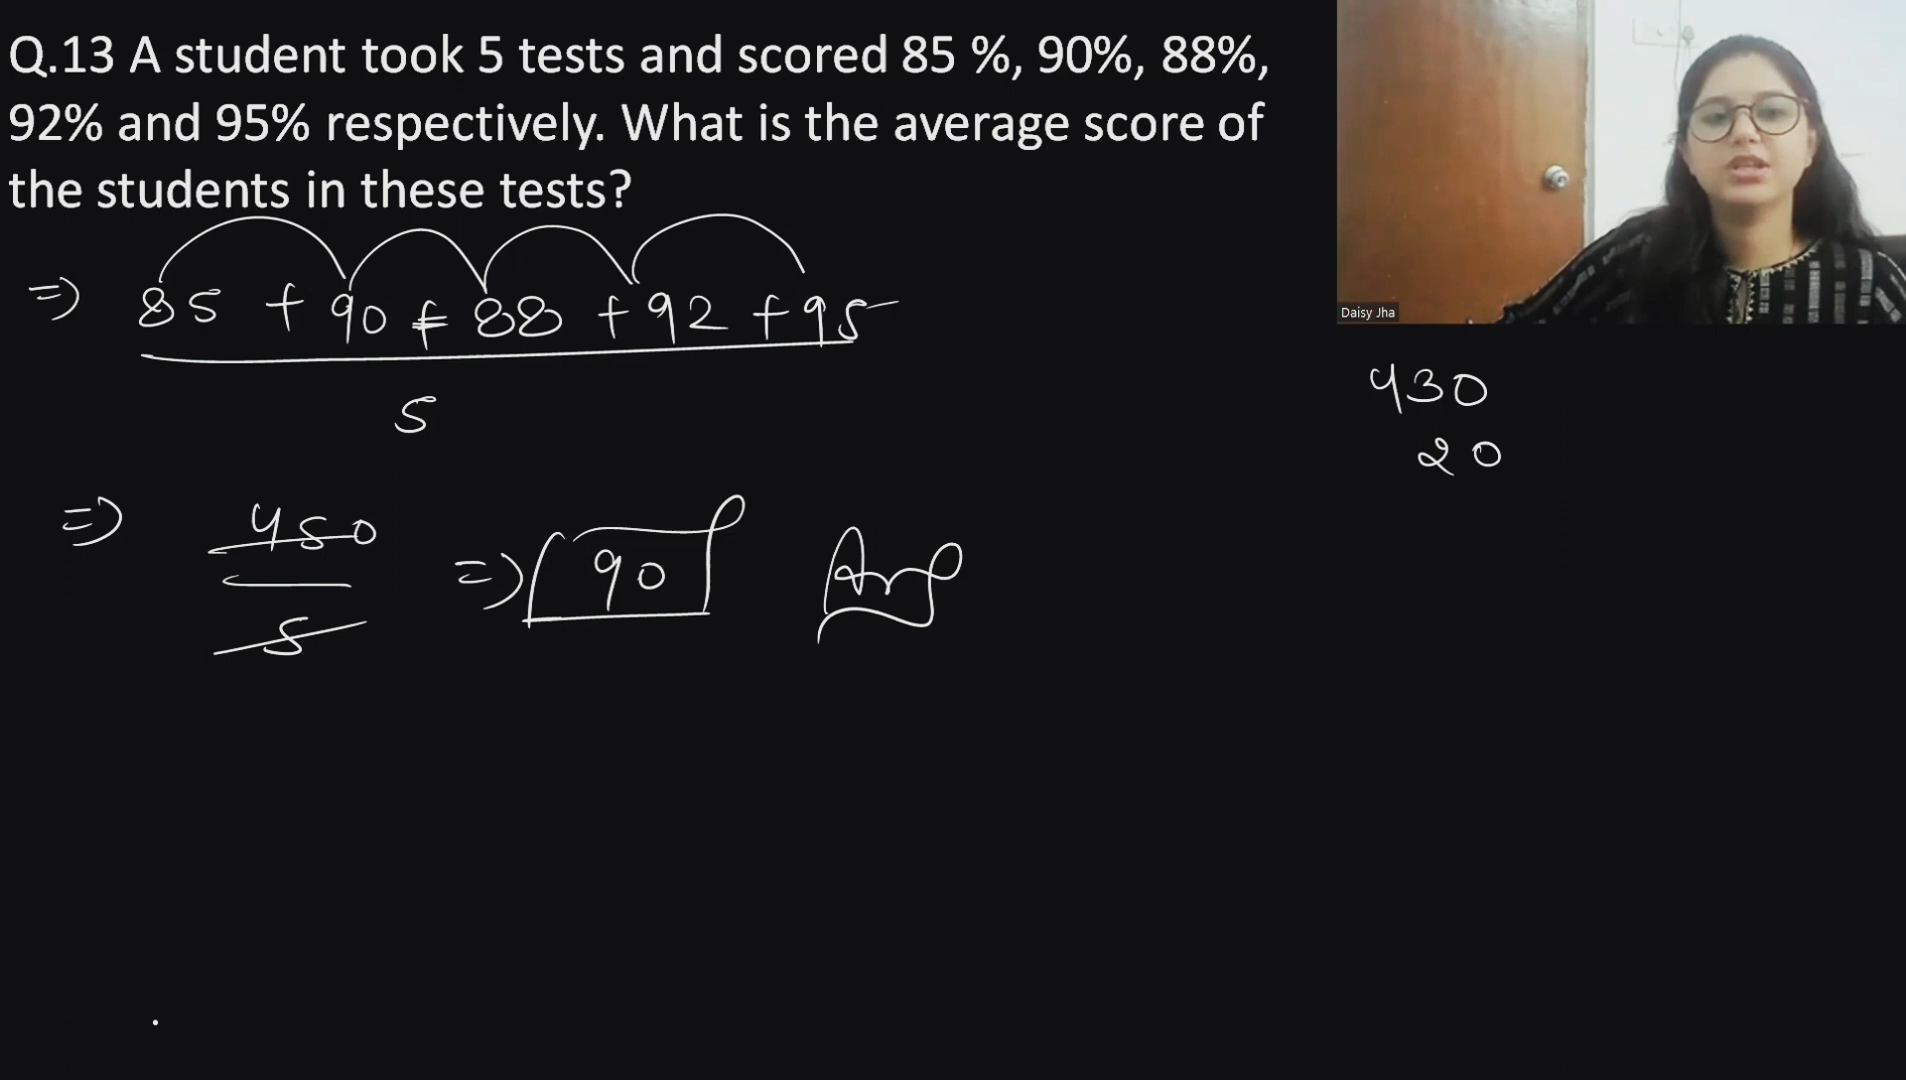 Q.13 A student took 5 tests and scored 85 %, 90%, 88%,
92% and 95% respectively. What is the average score of
the students in these tests?
=> 85 + 90 + 88 + 92 + 95
5
=> 450
5
=> 90 Ans
Daisy Jha
430
20